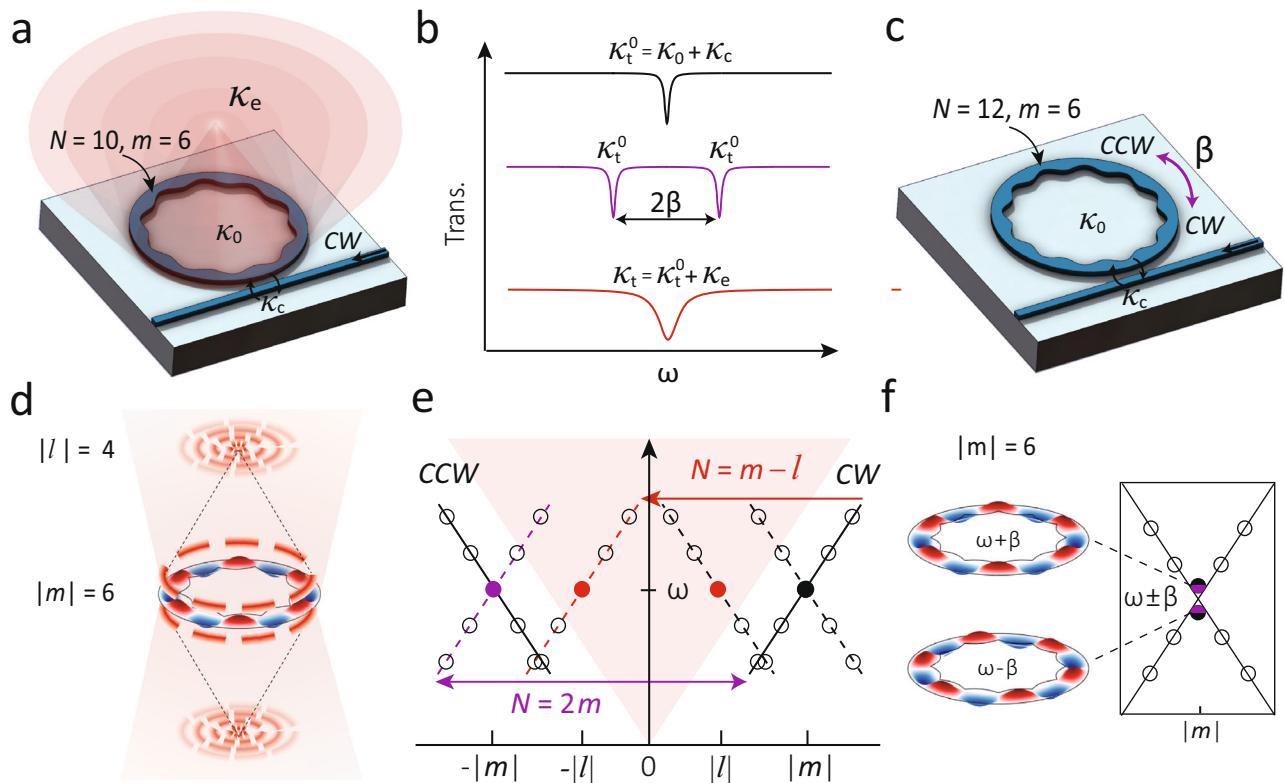 a
κe
N = 10, m = 6
κ0
CW
κc
b
Trans.
κt0 = κ0 + κc
κt0
κt0
2β
κt = κt0 + κe
ω
c
N = 12, m = 6
CCW
β
κ0
CW
κc
d
|l| = 4
|m| = 6
e
CCW
N = m – l
CW
ω
N = 2m
-|m|
-|l|
0
|l|
|m|
f
|m| = 6
ω+β
ω±β
ω-β
|m|